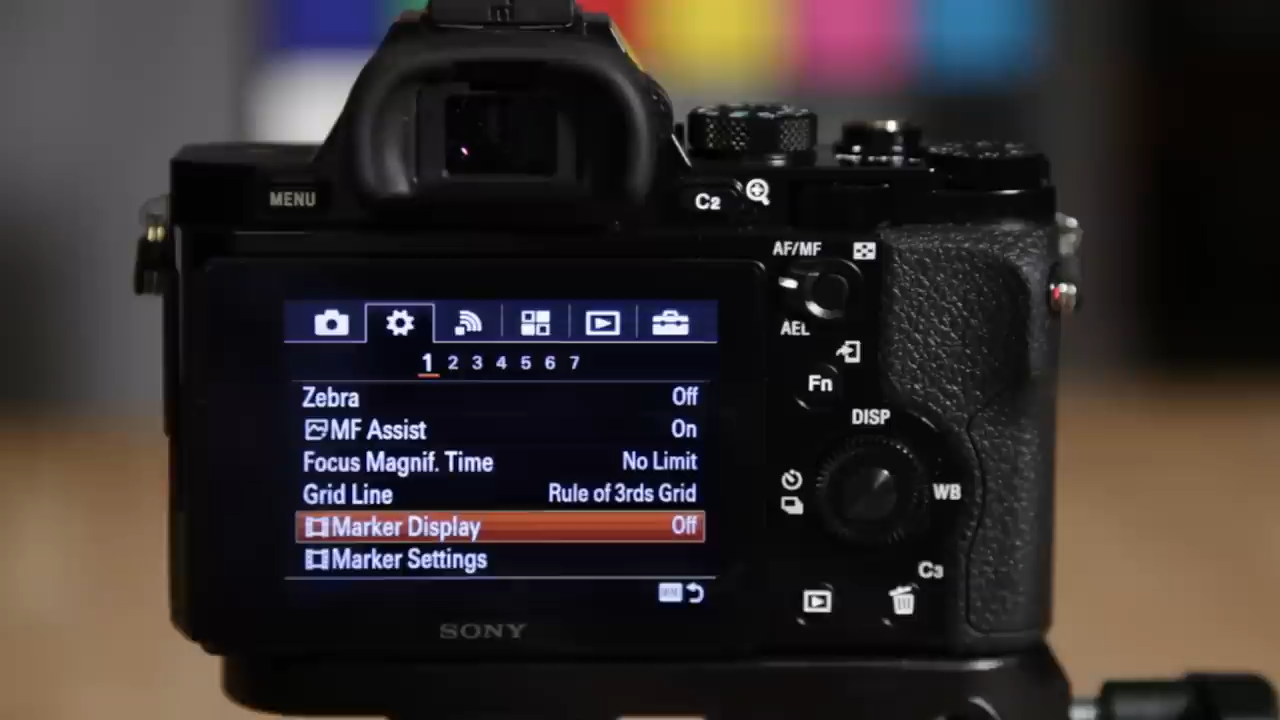 MENU
C2
AF/MF
AEL
Fn
DISP
WB
C3
1 2 3 4 5 6 7
Zebra Off
MF Assist On
Focus Magnif. Time No Limit
Grid Line Rule of 3rds Grid
Marker Display Off
Marker Settings
SONY